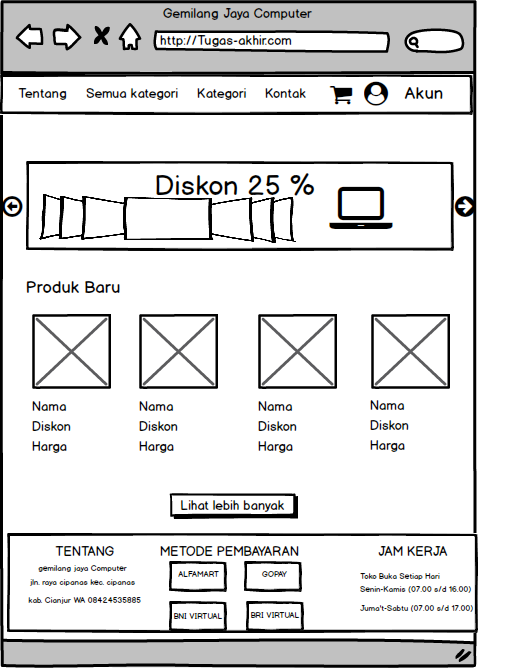 Gemilang Jaya Computer
http://Tugas-akhir.com
Tentang Semua kategori Kategori Kontak Akun
Diskon 25 %
Produk Baru
Nama Nama Nama Nama
Diskon Diskon Diskon Diskon
Harga Harga Harga Harga
Lihat lebih banyak
TENTANG
gemilang jaya Computer
jln. raya cipanas kec. cipanas
kab. Cianjur WA 08424535885
METODE PEMBAYARAN
ALFAMART GOPAY
BNI VIRTUAL BRI VIRTUAL
JAM KERJA
Toko Buka Setiap Hari
Senin-Kamis (07.00 s/d 16.00)
Juma't-Sabtu (07.00 s/d 17.00)